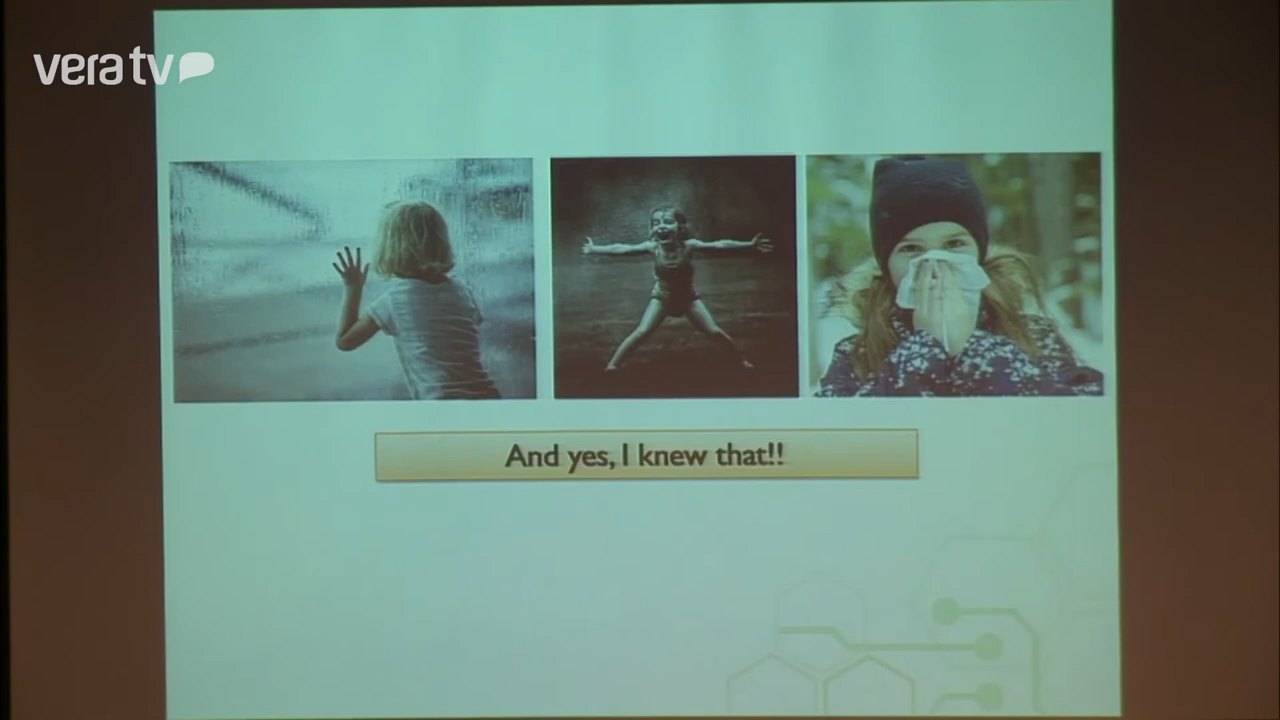 vera tv
And yes, I knew that!!